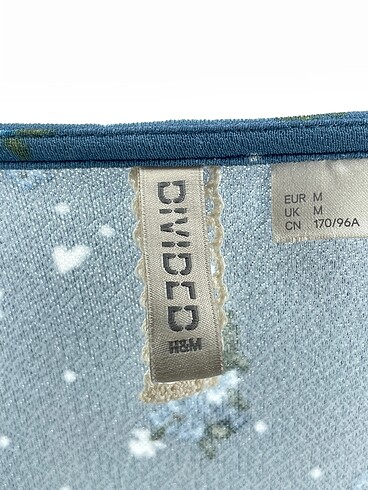 DIVIDED
H&M
EUR M
UK M
CN 170/96A